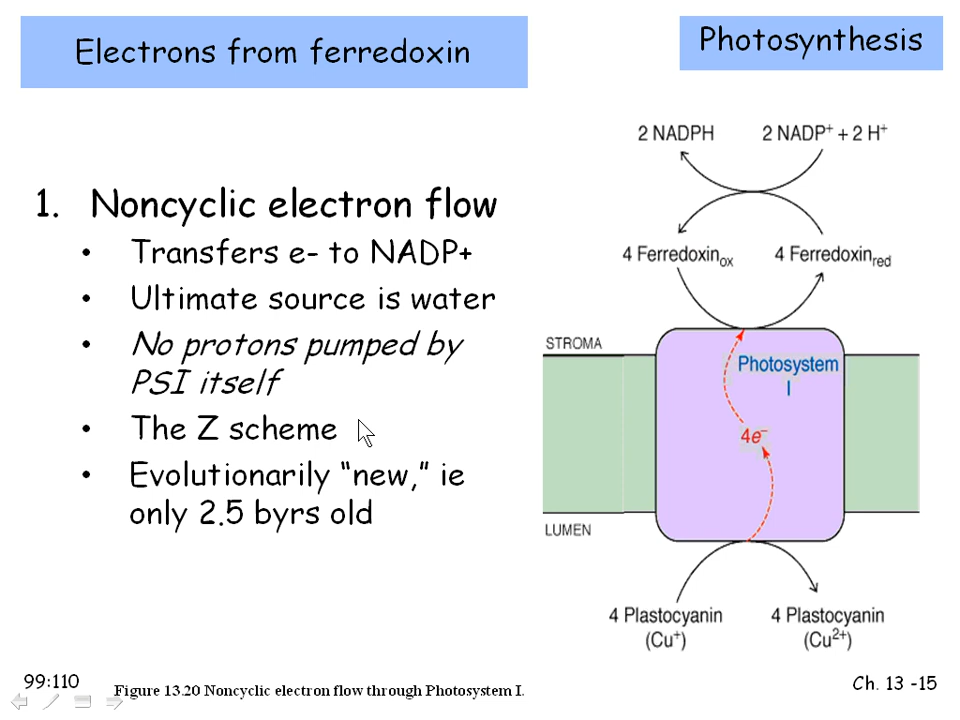 Electrons from ferredoxin
Photosynthesis
1. Noncyclic electron flow
• Transfers e- to NADP+
• Ultimate source is water
• No protons pumped by
PSI itself
• The Z scheme
• Evolutionarily “new,” ie
only 2.5 byrs old
2 NADPH 2 NADP⁺ + 2 H⁺
4 Ferredoxinox 4 Ferredoxinred
STROMA
Photosystem
I
4e⁻
LUMEN
4 Plastocyanin 4 Plastocyanin
(Cu⁺) (Cu²⁺)
99:110
Figure 13.20 Noncyclic electron flow through Photosystem I.
Ch. 13 -15